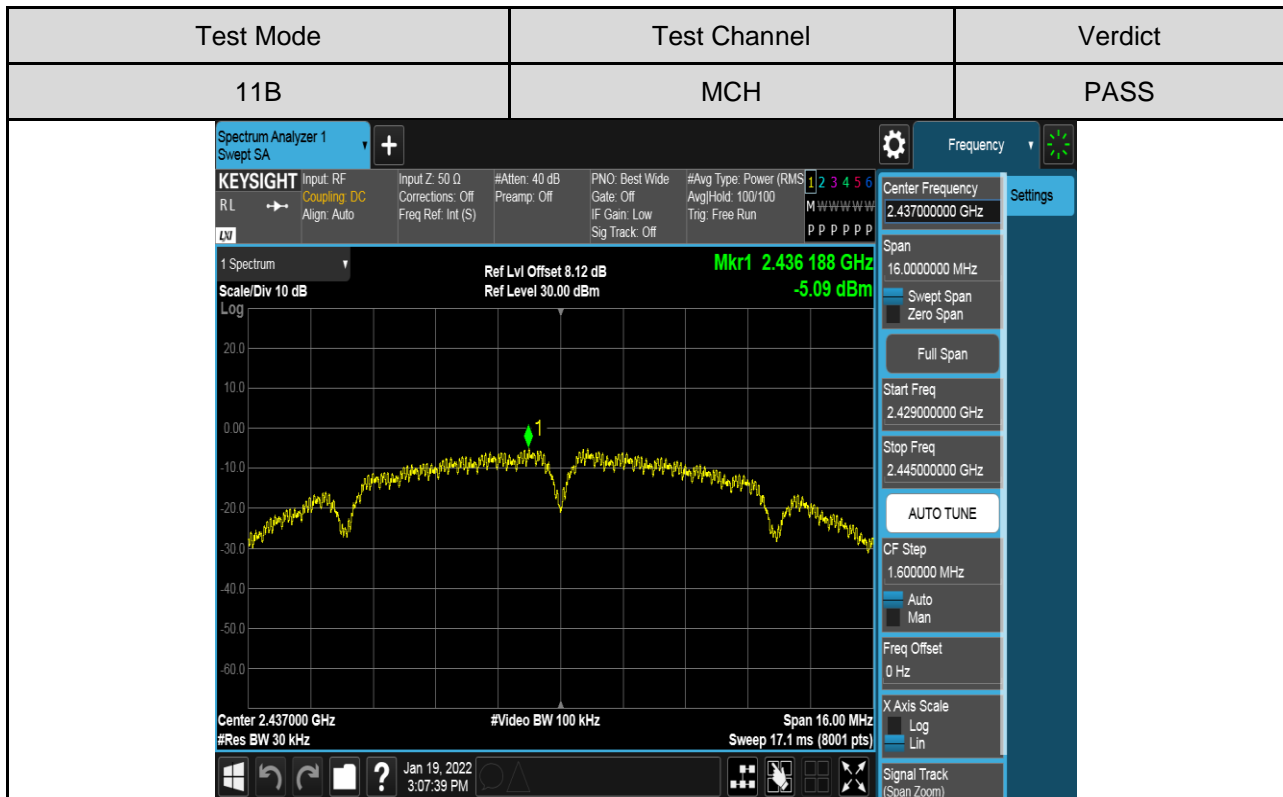 Test Mode Test Channel Verdict
11B MCH PASS
Spectrum Analyzer 1
Swept SA
+
Frequency
KEYSIGHT Input: RF Input Z: 50 Ω #Atten: 40 dB PNO: Best Wide #Avg Type: Power (RMS 1 2 3 4 5 6
RL Coupling: DC Corrections: Off Preamp: Off Gate: Off Avg|Hold: 100/100 M W W W W W
Align: Auto Freq Ref: Int (S) IF Gain: Low Trig: Free Run
LXI Sig Track: Off P P P P P P
1 Spectrum
Ref Lvl Offset 8.12 dB Mkr1 2.436 188 GHz
Scale/Div 10 dB Ref Level 30.00 dBm -5.09 dBm
Log
20.0
10.0
0.00
1
-10.0
-20.0
-30.0
-40.0
-50.0
-60.0
Center 2.437000 GHz #Video BW 100 kHz Span 16.00 MHz
#Res BW 30 kHz Sweep 17.1 ms (8001 pts)
?
Jan 19, 2022
3:07:39 PM
Settings
Center Frequency
2.437000000 GHz
Span
16.0000000 MHz
Swept Span
Zero Span
Full Span
Start Freq
2.429000000 GHz
Stop Freq
2.445000000 GHz
AUTO TUNE
CF Step
1.600000 MHz
Auto
Man
Freq Offset
0 Hz
X Axis Scale
Log
Lin
Signal Track
(Span Zoom)